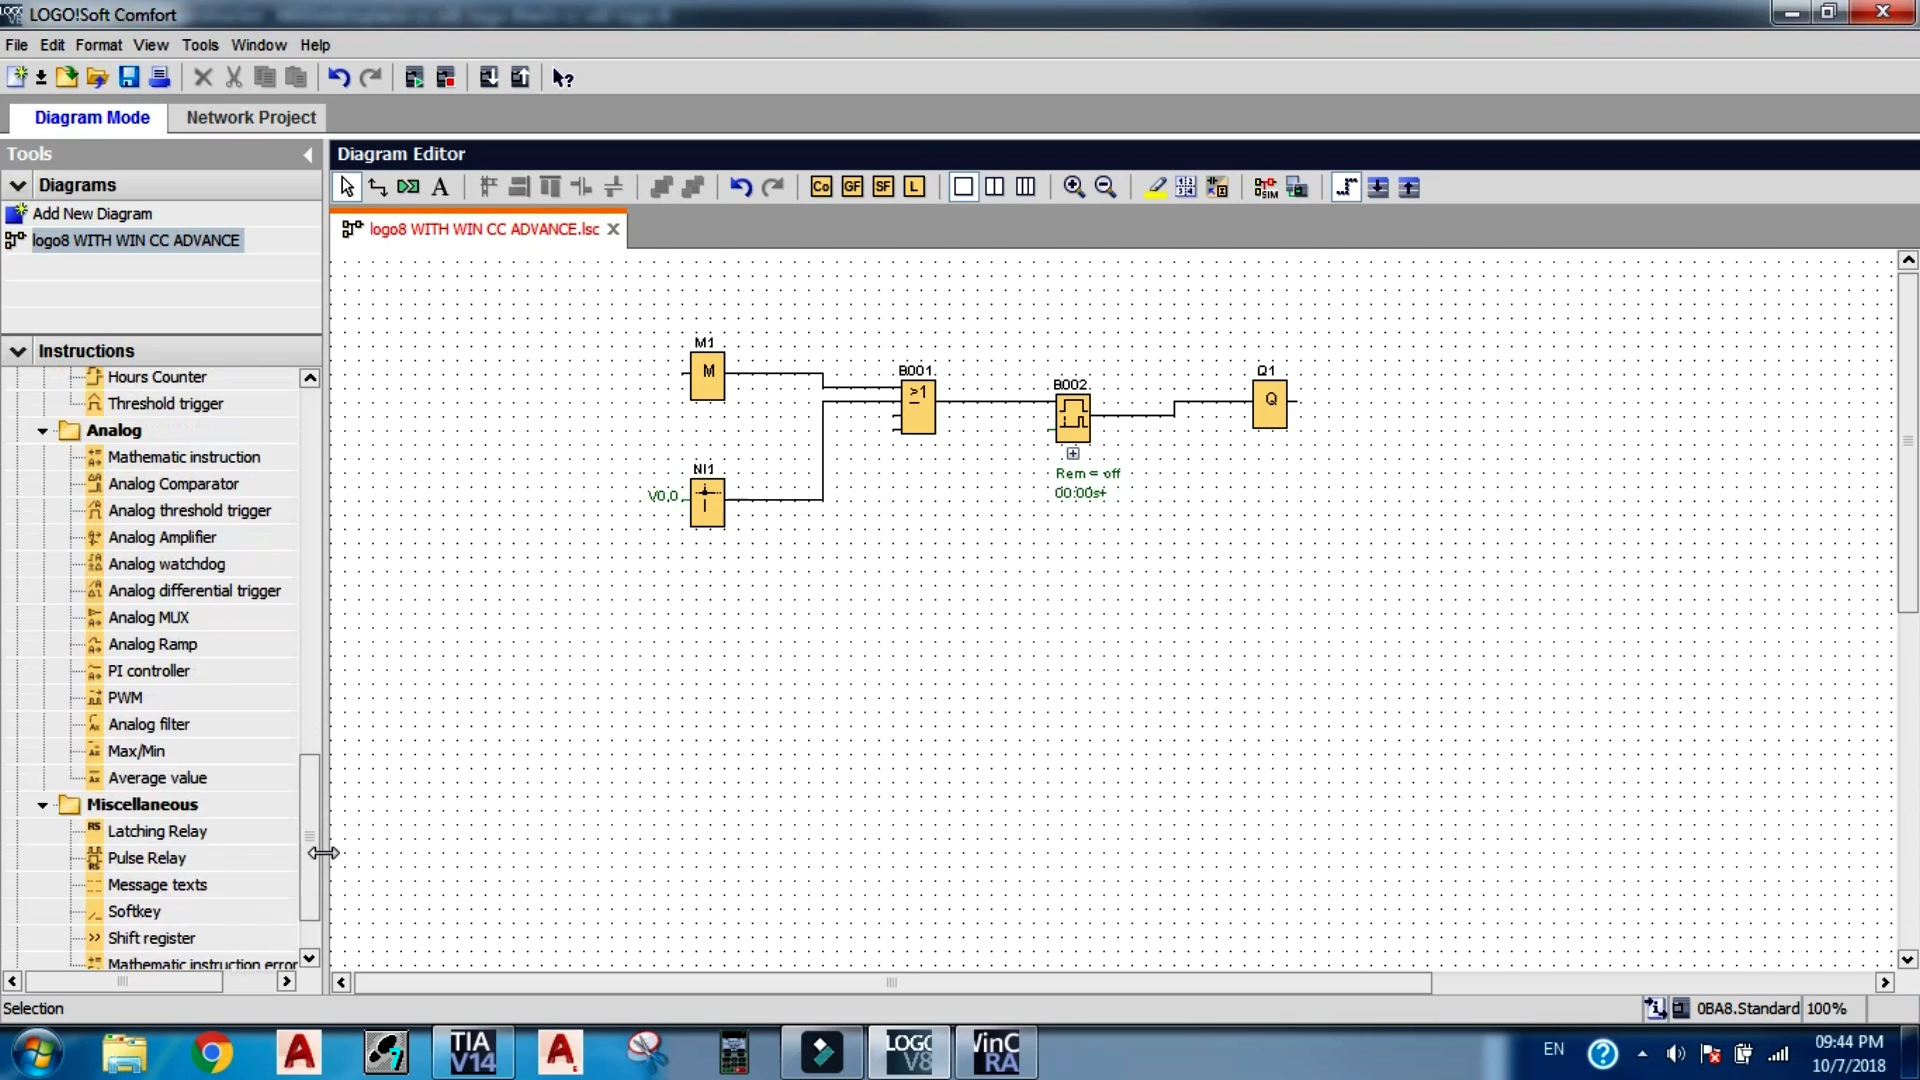 LOGO!Soft Comfort
File Edit Format View Tools Window Help
Diagram Mode Network Project
Tools
Diagram Editor
Diagrams
Add New Diagram
logo8 WITH WIN CC ADVANCE
A
Co GF SF L
SIM
logo8 WITH WIN CC ADVANCE.lsc
Instructions
Hours Counter
Threshold trigger
Analog
Mathematic instruction
Analog Comparator
Analog threshold trigger
Analog Amplifier
Analog watchdog
Analog differential trigger
Analog MUX
Analog Ramp
PI controller
PWM
Analog filter
Max/Min
Average value
Miscellaneous
Latching Relay
Pulse Relay
Message texts
Softkey
Shift register
Mathematic instruction error
M1
M
B001
>1
B002
Q1
Q
NI1
V0,0
I
Rem = off
00:00s+
Selection
0BA8.Standard 100%
TIA
V14
LOGO
V8
WinC
RA
EN
09:44 PM
10/7/2018